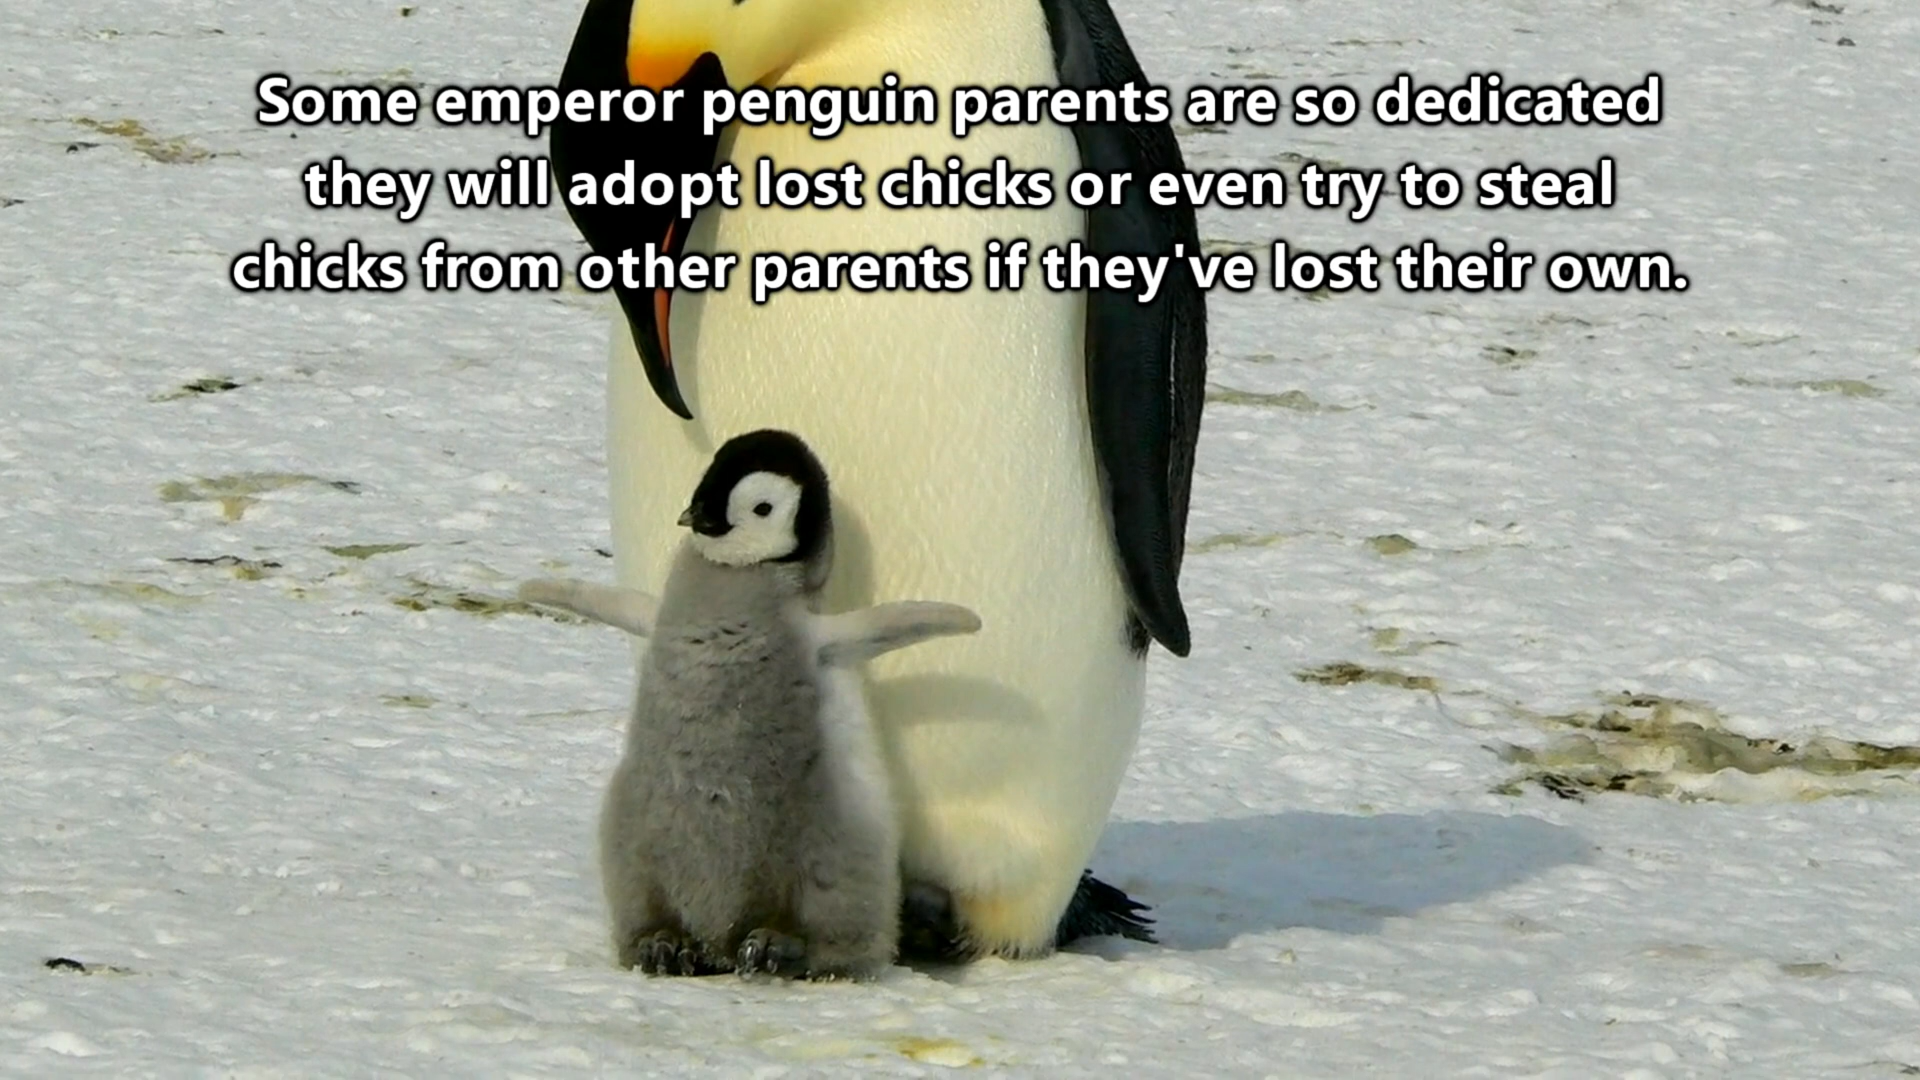 Some emperor penguin parents are so dedicated
they will adopt lost chicks or even try to steal
chicks from other parents if they've lost their own.